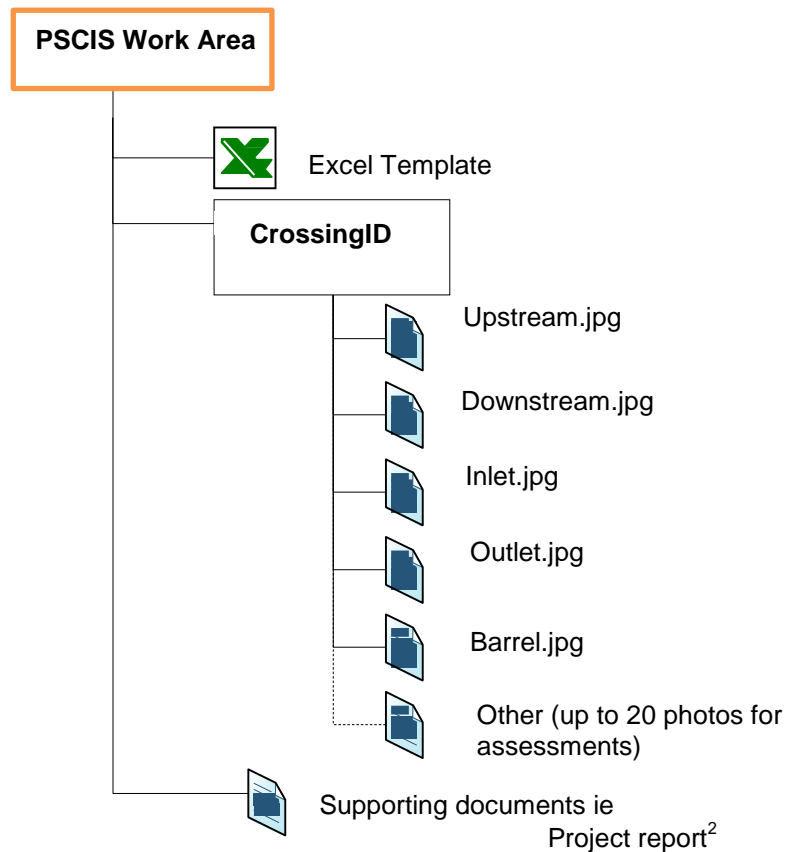 PSCIS Work Area
Excel Template
CrossingID
Upstream.jpg
Downstream.jpg
Inlet.jpg
Outlet.jpg
Barrel.jpg
Other (up to 20 photos for
assessments)
Supporting documents ie
Project report²